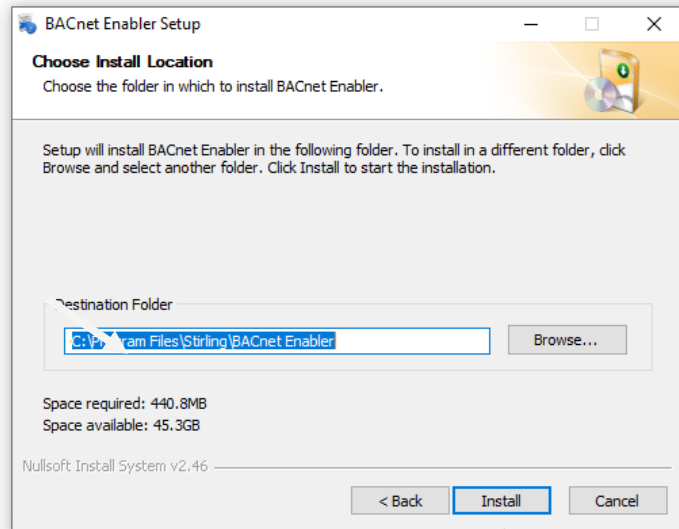 BACnet Enabler Setup
Choose Install Location
Choose the folder in which to install BACnet Enabler.
Setup will install BACnet Enabler in the following folder. To install in a different folder, click
Browse and select another folder. Click Install to start the installation.
Destination Folder
C:\Program Files\Stirling\BACnet Enabler
Browse...
Space required: 440.8MB
Space available: 45.3GB
Nullsoft Install System v2.46
< Back
Install
Cancel